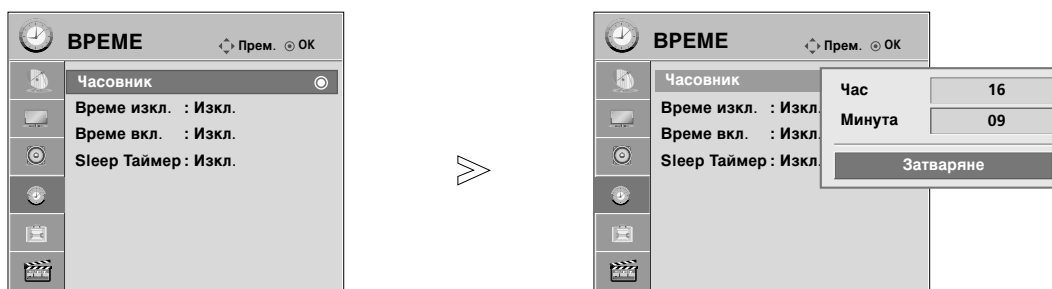 ВРЕМЕ Прем. OK
Часовник
Време изкл. : Изкл.
Време вкл. : Изкл.
Sleep Таймер : Изкл.
ВРЕМЕ Прем. OK
Часовник
Време изкл. : Изкл.
Време вкл. : Изкл.
Sleep Таймер : Изкл.
Час 16
Минута 09
Затваряне